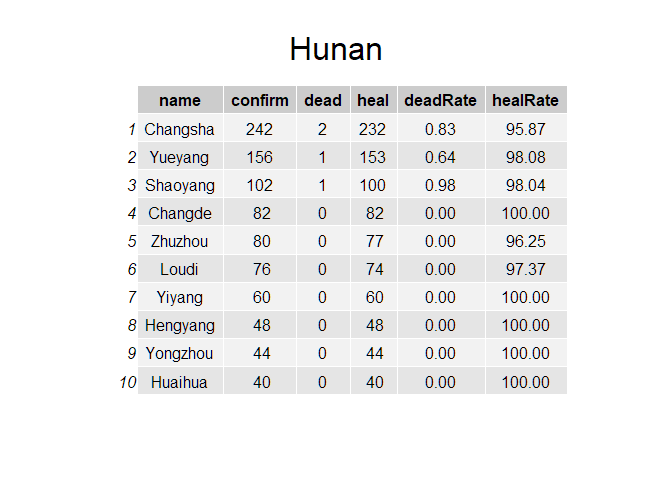 Hunan
name confirm dead heal deadRate healRate
1 Changsha 242 2 232 0.83 95.87
2 Yueyang 156 1 153 0.64 98.08
3 Shaoyang 102 1 100 0.98 98.04
4 Changde 82 0 82 0.00 100.00
5 Zhuzhou 80 0 77 0.00 96.25
6 Loudi 76 0 74 0.00 97.37
7 Yiyang 60 0 60 0.00 100.00
8 Hengyang 48 0 48 0.00 100.00
9 Yongzhou 44 0 44 0.00 100.00
10 Huaihua 40 0 40 0.00 100.00